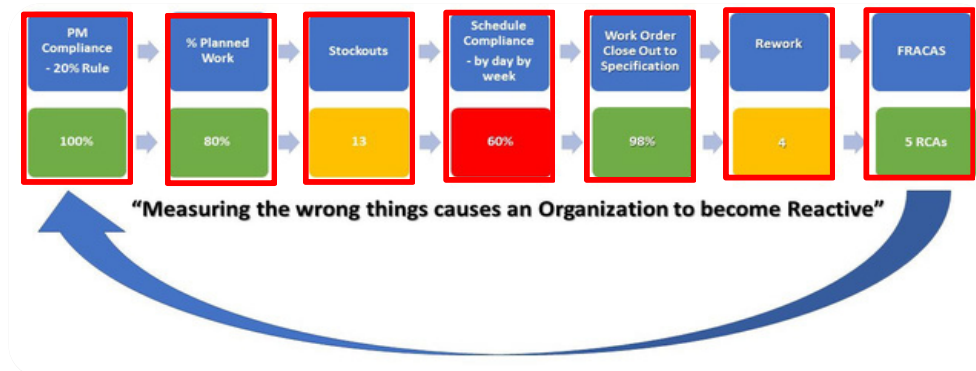 PM
Compliance
- 20% Rule
% Planned
Work
Stockouts
Schedule
Compliance
- by day by
week
Work Order
Close Out to
Specification
Rework
FRACAS
100%
80%
13
60%
98%
4
5 RCAs
“Measuring the wrong things causes an Organization to become Reactive”